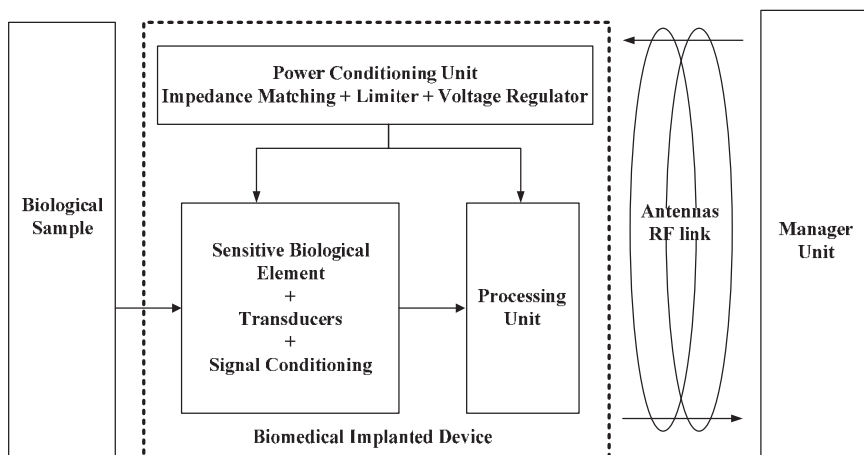 Power Conditioning Unit
Impedance Matching + Limiter + Voltage Regulator
Biological
Sample
Sensitive Biological
Element
+
Transducers
+
Signal Conditioning
Processing
Unit
Antennas
RF link
Manager
Unit
Biomedical Implanted Device